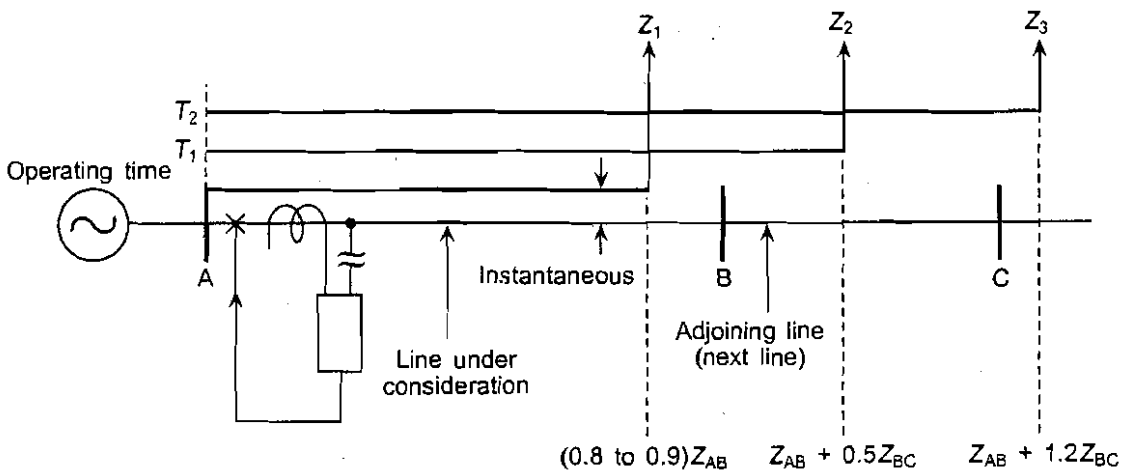 Z1 Z2 Z3
T2
T1
Operating time
A
B
C
Instantaneous
Line under
consideration
Adjoining line
(next line)
(0.8 to 0.9)ZAB ZAB + 0.5ZBC ZAB + 1.2ZBC